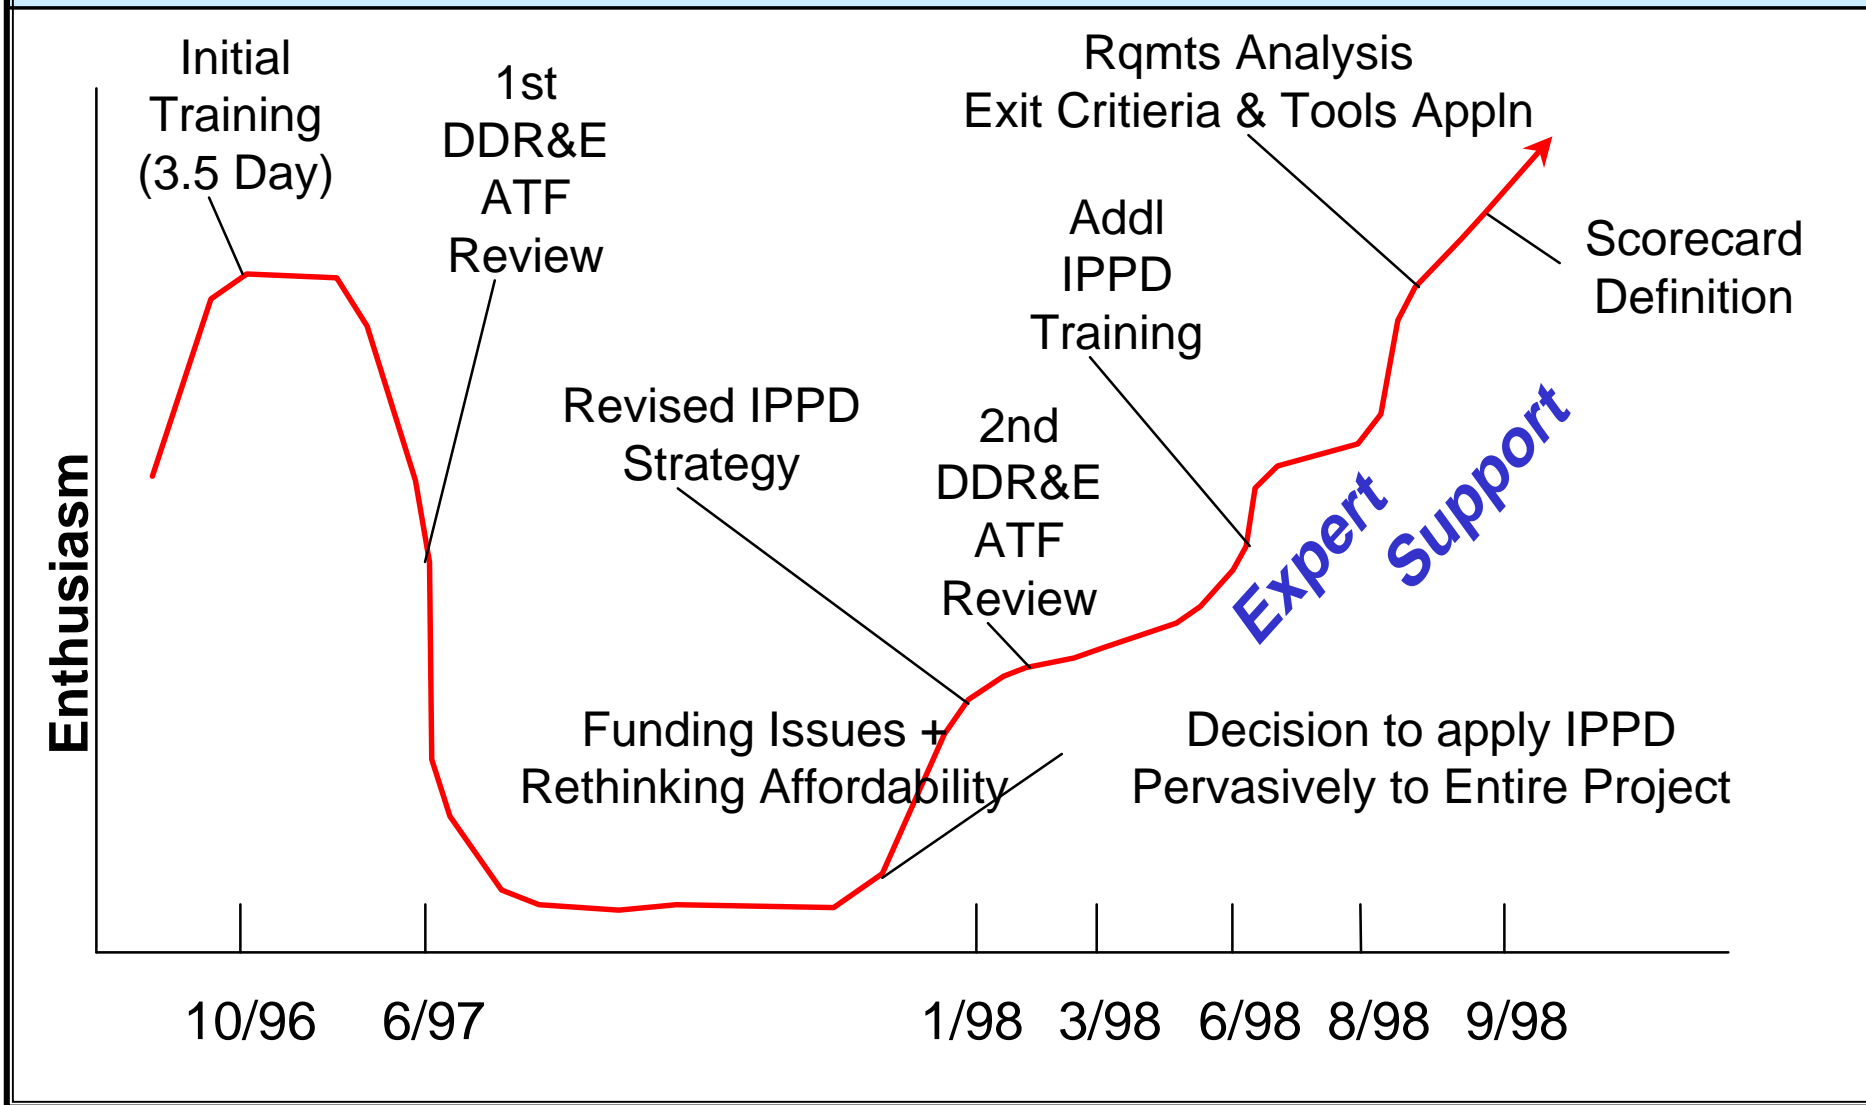 Initial
Training
(3.5 Day)
1st
DDR&E
ATF
Review
Rqmts Analysis
Exit Critieria & Tools Appln
Addl
IPPD
Training
Scorecard
Definition
Revised IPPD
Strategy
2nd
DDR&E
ATF
Review
Expert
Support
Enthusiasm
Funding Issues +
Rethinking Affordability
Decision to apply IPPD
Pervasively to Entire Project
10/96
6/97
1/98
3/98
6/98
8/98
9/98